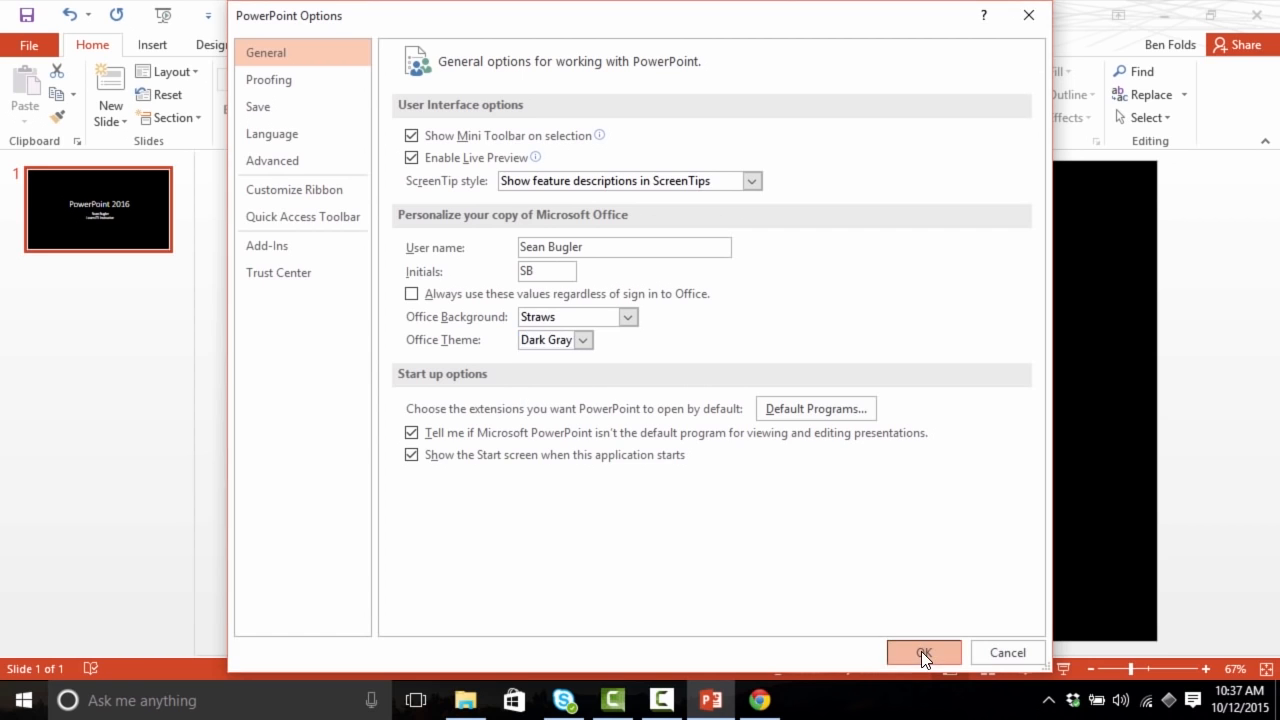 PowerPoint Options
?
File
Home
Insert
Desig
Ben Folds
Share
Paste
New
Slide
Layout
Reset
Section
Clipboard
Slides
Find
Replace
Select
Editing
ill
Outline
ffects
1
PowerPoint 2016
General
Proofing
Save
Language
Advanced
Customize Ribbon
Quick Access Toolbar
Add-Ins
Trust Center
General options for working with PowerPoint.
User Interface options
Show Mini Toolbar on selection
Enable Live Preview
ScreenTip style: Show feature descriptions in ScreenTips
Personalize your copy of Microsoft Office
User name: Sean Bugler
Initials: SB
Always use these values regardless of sign in to Office.
Office Background: Straws
Office Theme: Dark Gray
Start up options
Choose the extensions you want PowerPoint to open by default: Default Programs...
Tell me if Microsoft PowerPoint isn't the default program for viewing and editing presentations.
Show the Start screen when this application starts
OK
Cancel
Slide 1 of 1
67%
Ask me anything
10:37 AM
10/12/2015